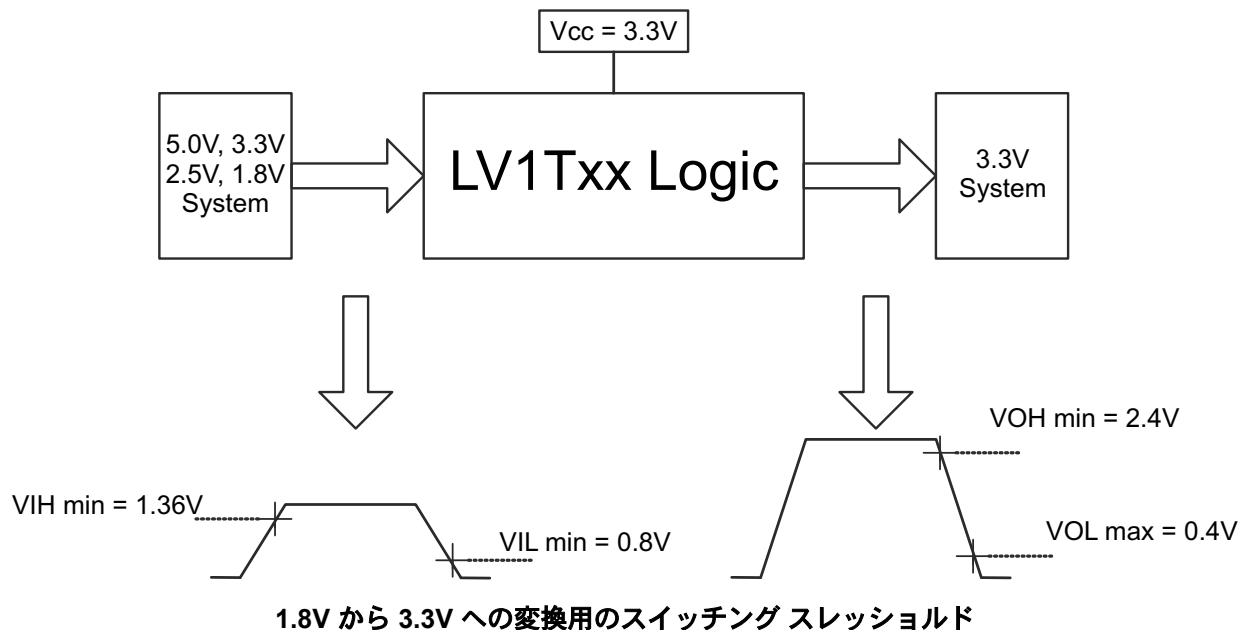 Vcc = 3.3V
5.0V, 3.3V
2.5V, 1.8V
System
LV1Txx Logic
3.3V
System
VOH min = 2.4V
VIH min = 1.36V
VIL min = 0.8V
VOL max = 0.4V
1.8V から 3.3V への変換用のスイッチング スレッショルド